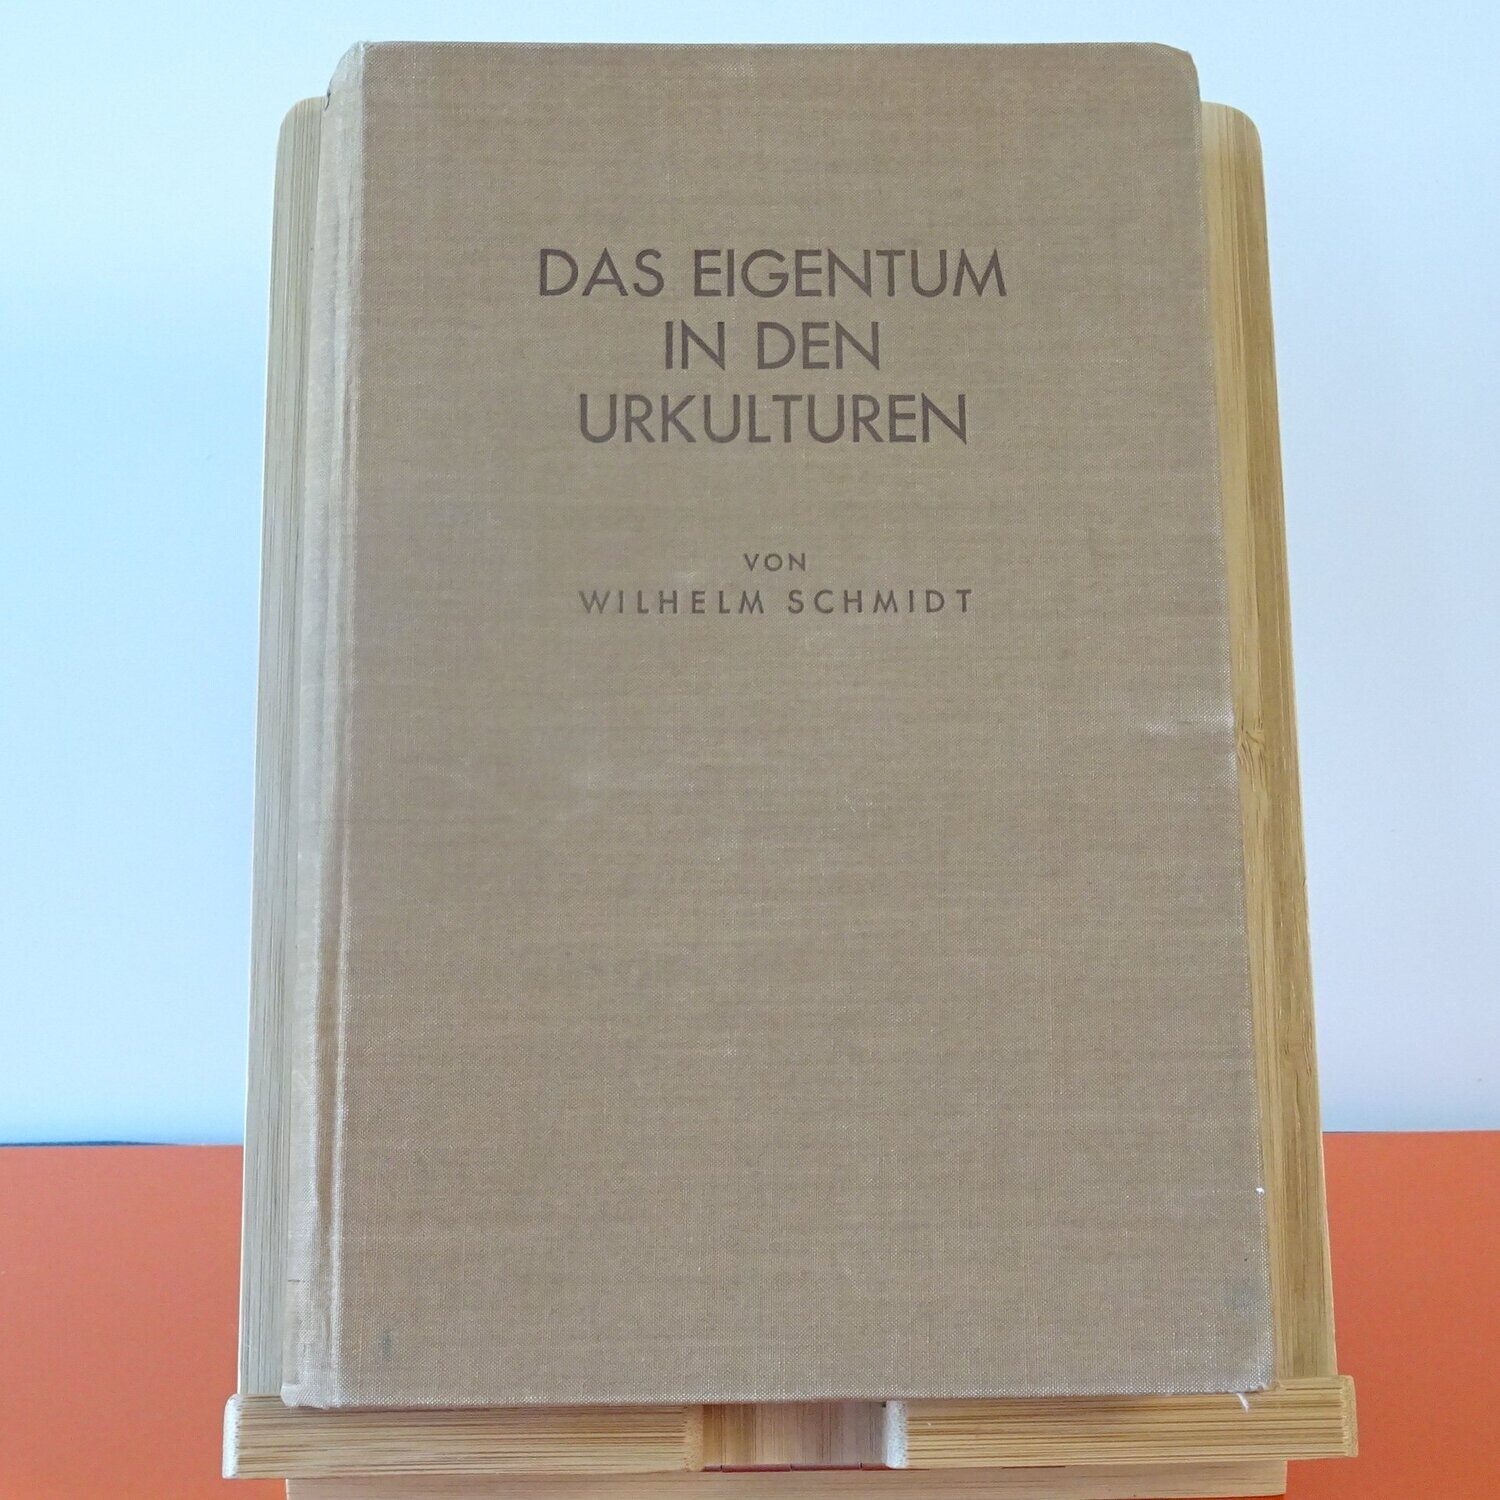 DAS EIGENTUM
IN DEN
URKULTUREN
VON
WILHELM SCHMIDT